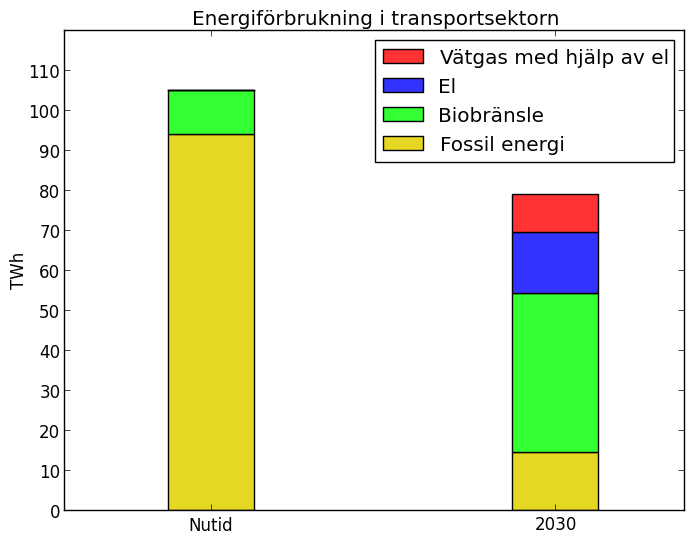 Energiförbrukning i transportsektorn
Vätgas med hjälp av el
El
Biobränsle
Fossil energi
TWh
110
100
90
80
70
60
50
40
30
20
10
0
Nutid
2030